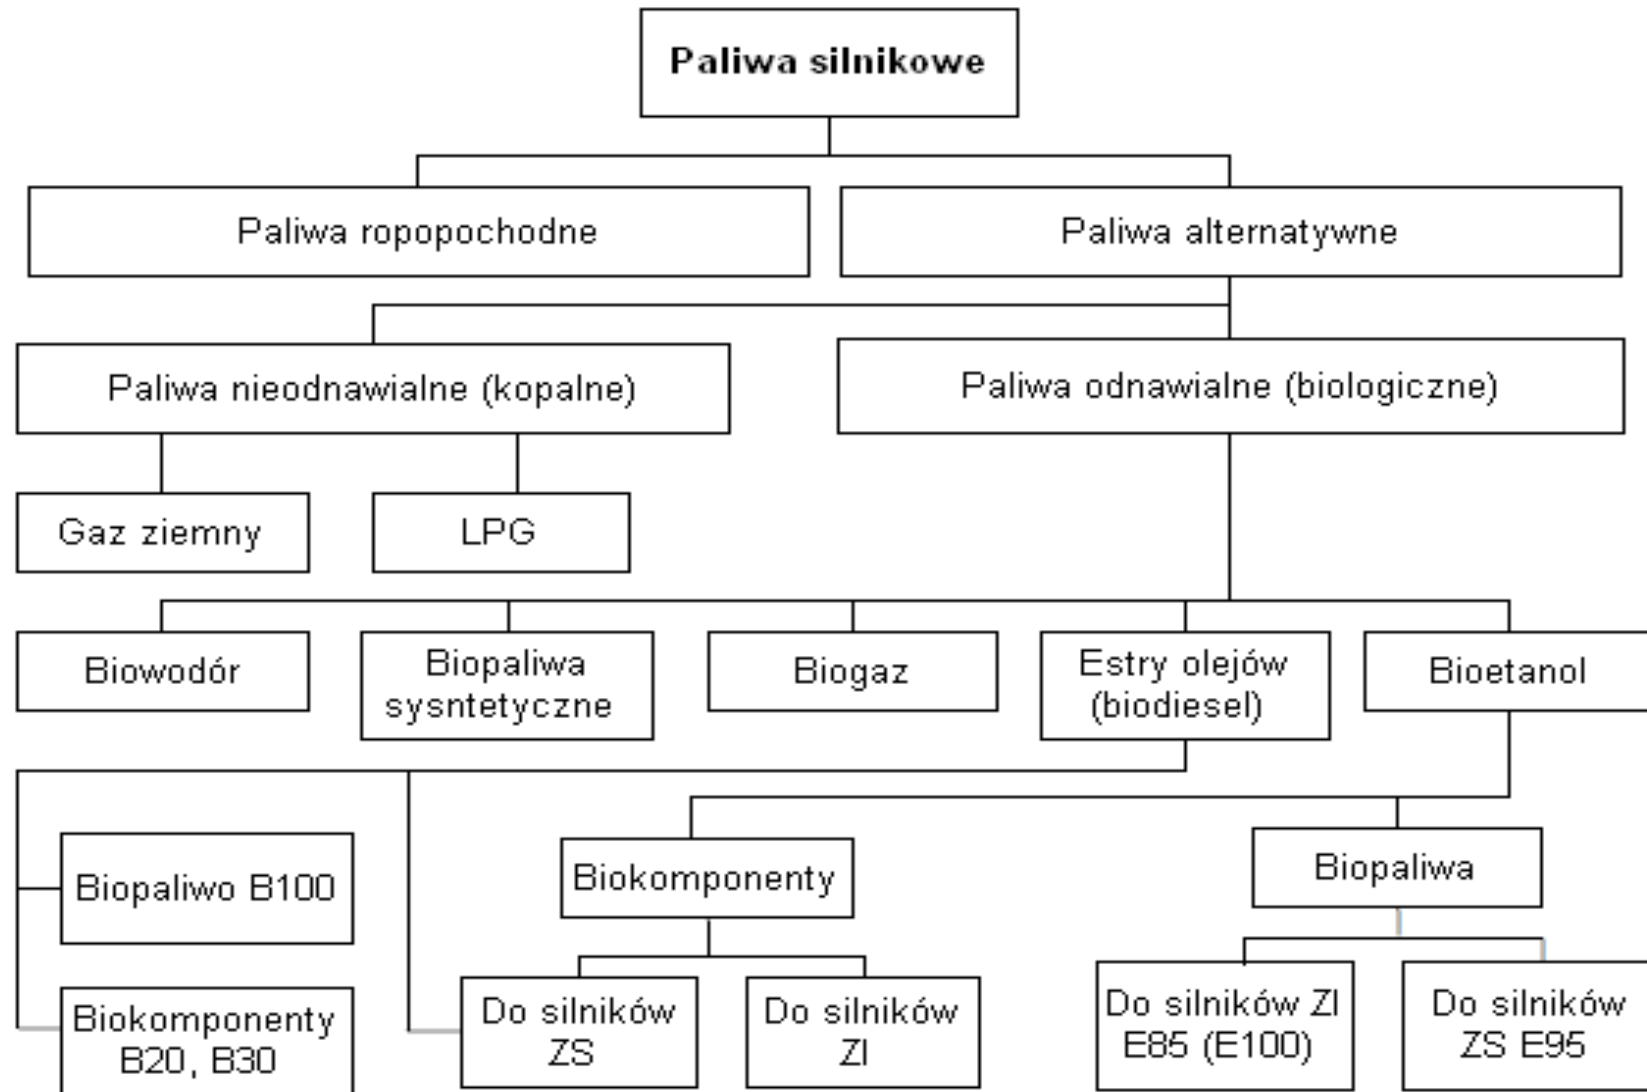 Paliwa silnikowe
Paliwa ropopochodne
Paliwa alternatywne
Paliwa nieodnawialne (kopalne)
Paliwa odnawialne (biologiczne)
Gaz ziemny
LPG
Biowodór
Biopaliwa
sysntetyczne
Biogaz
Estry olejów
(biodiesel)
Bioetanol
Biopaliwo B100
Biokomponenty
Biopaliwa
Biokomponenty
B20, B30
Do silników
ZS
Do silników
ZI
Do silników ZI
E85 (E100)
Do silników
ZS E95